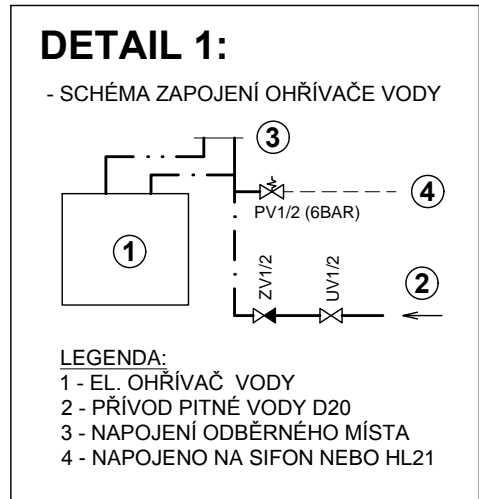 DETAIL 1:
- SCHÉMA ZAPOJENÍ OHŘÍVAČE VODY
3
4
PV1/2 (6BAR)
1
ZV1/2
UV1/2
2
LEGENDA:
1 - EL. OHŘÍVAČ VODY
2 - PŘÍVOD PITNÉ VODY D20
3 - NAPOJENÍ ODBĚRNÉHO MÍSTA
4 - NAPOJENO NA SIFON NEBO HL21